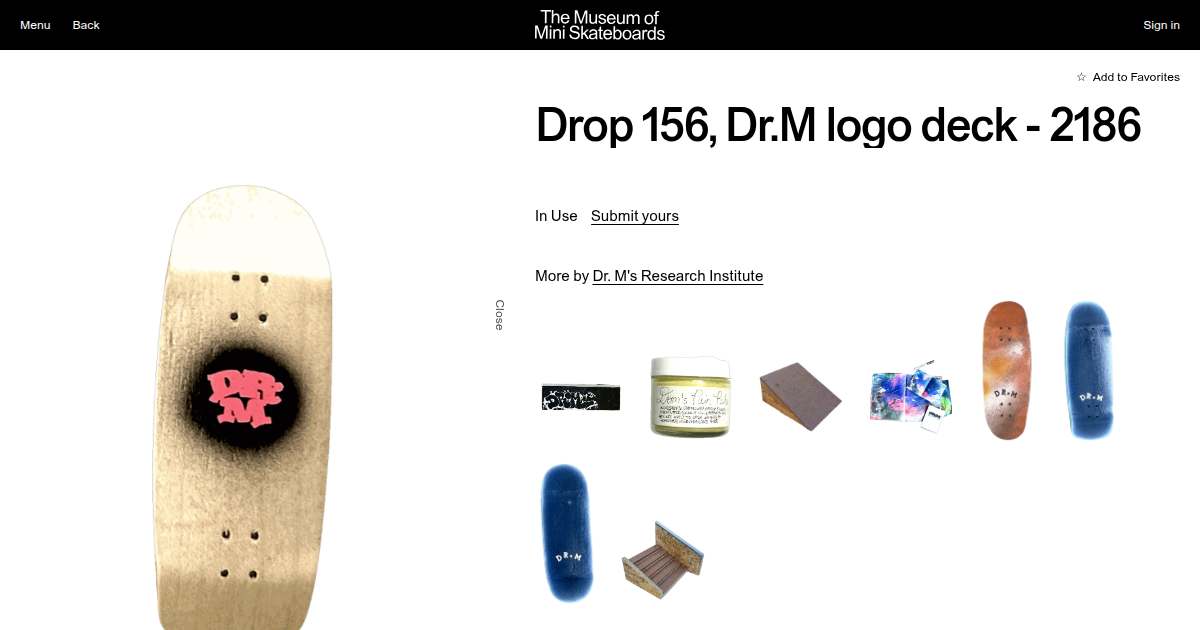 Menu
Back
The Museum of
Mini Skateboards
Sign in
☆ Add to Favorites
Drop 156, Dr.M logo deck - 2186
In Use
Submit yours
More by Dr. M's Research Institute
Close
DR.
M
DR•M
DR•M
DR•M